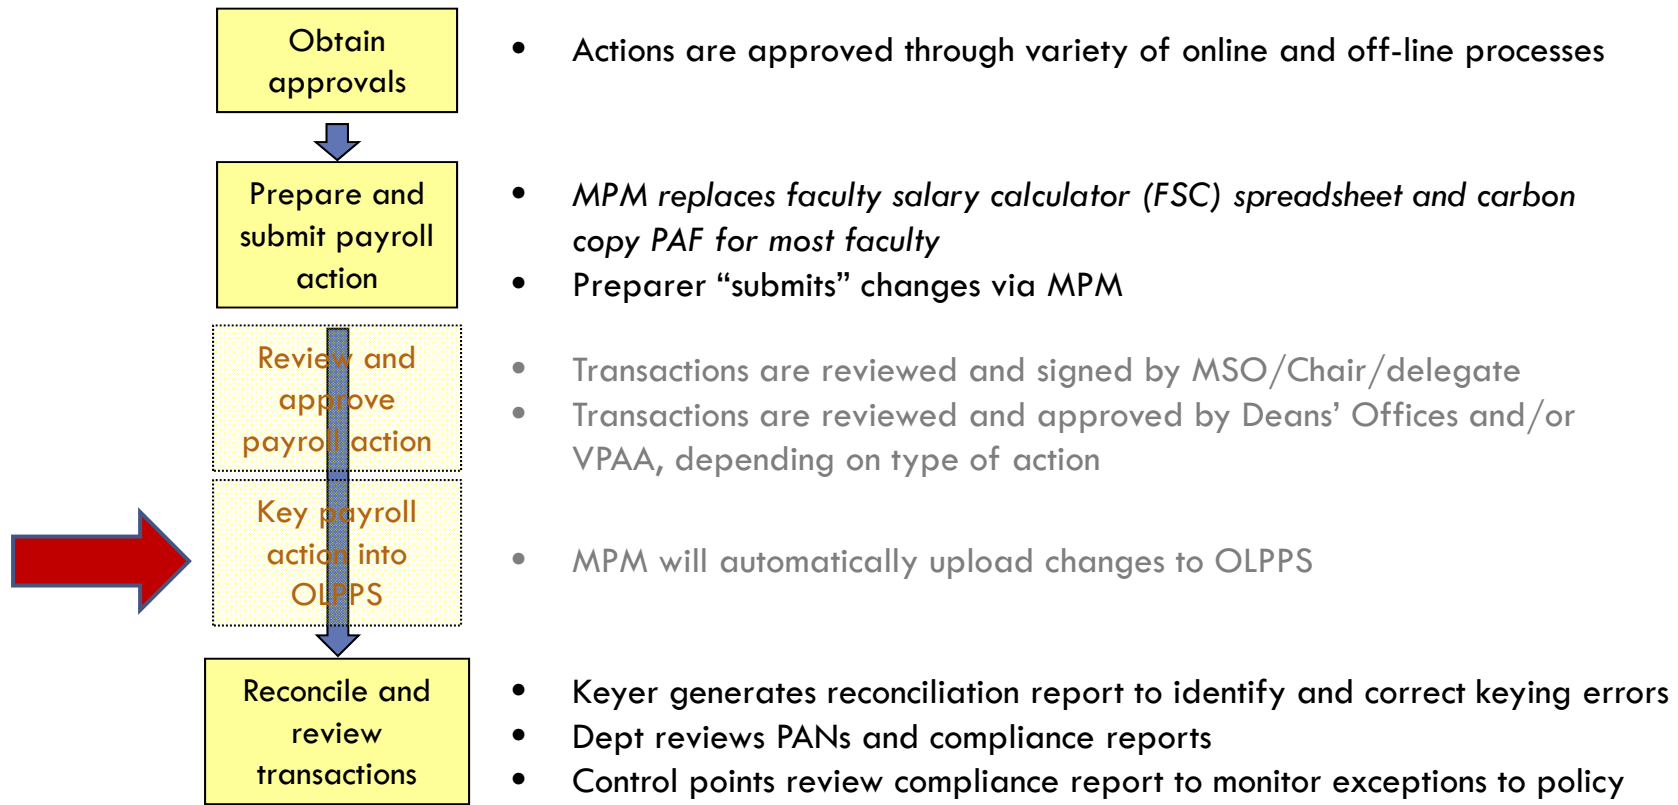 Obtain
approvals
• Actions are approved through variety of online and off-line processes
Prepare and
submit payroll
action
• MPM replaces faculty salary calculator (FSC) spreadsheet and carbon
copy PAF for most faculty
• Preparer “submits” changes via MPM
Review and
approve
payroll action
• Transactions are reviewed and signed by MSO/Chair/delegate
• Transactions are reviewed and approved by Deans’ Offices and/or
VPAA, depending on type of action
Key payroll
action into
OLPPS
• MPM will automatically upload changes to OLPPS
Reconcile and
review
transactions
• Keyer generates reconciliation report to identify and correct keying errors
• Dept reviews PANs and compliance reports
• Control points review compliance report to monitor exceptions to policy